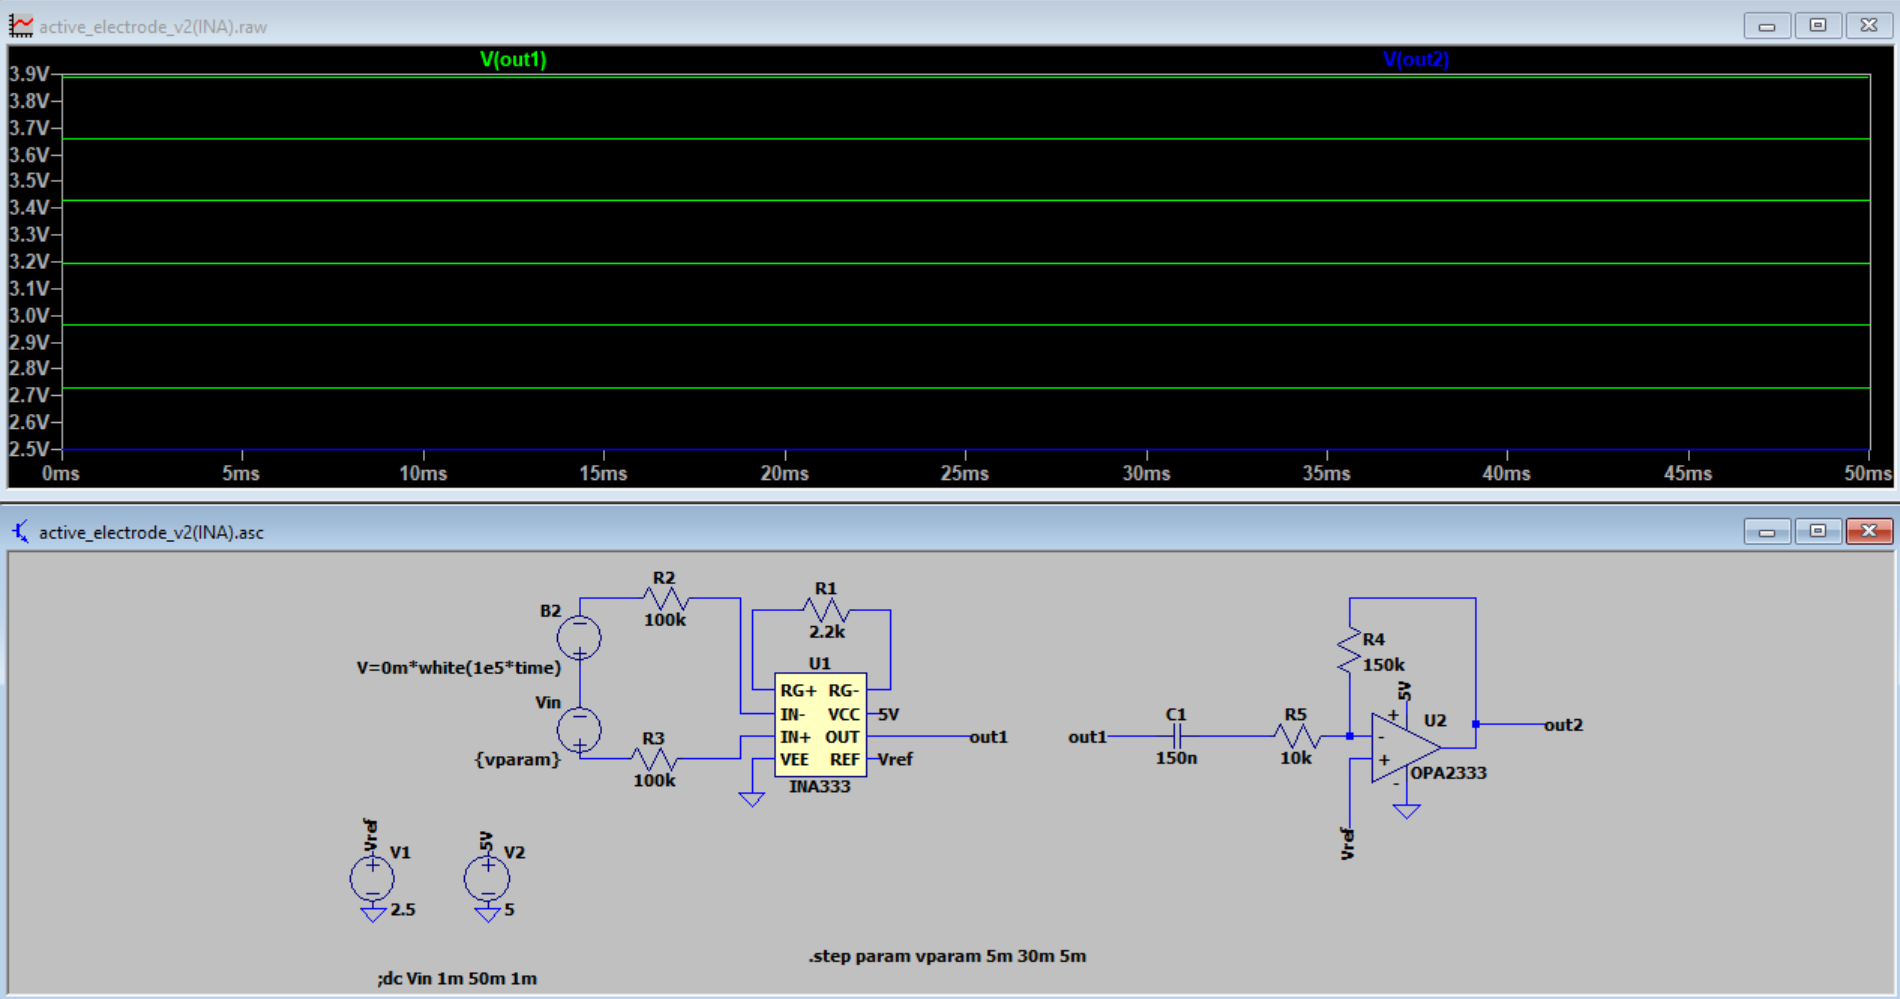 active_electrode_v2(INA).raw
V(out1) V(out2)
3.9V
3.8V
3.7V
3.6V
3.5V
3.4V
3.3V
3.2V
3.1V
3.0V
2.9V
2.8V
2.7V
2.6V
2.5V
0ms 5ms 10ms 15ms 20ms 25ms 30ms 35ms 40ms 45ms 50ms
active_electrode_v2(INA).asc
B2
V=0m*white(1e5*time)
Vin
{vparam}
R2
100k
R3
100k
R1
2.2k
U1
RG+ RG-
IN- VCC
IN+ OUT
VEE REF
INA333
5V
out1
Vref
out1
C1
150n
R5
10k
R4
150k
5V
U2
OPA2333
out2
Vref
Vref
V1
2.5
5V
V2
5
.step param vparam 5m 30m 5m
;dc Vin 1m 50m 1m